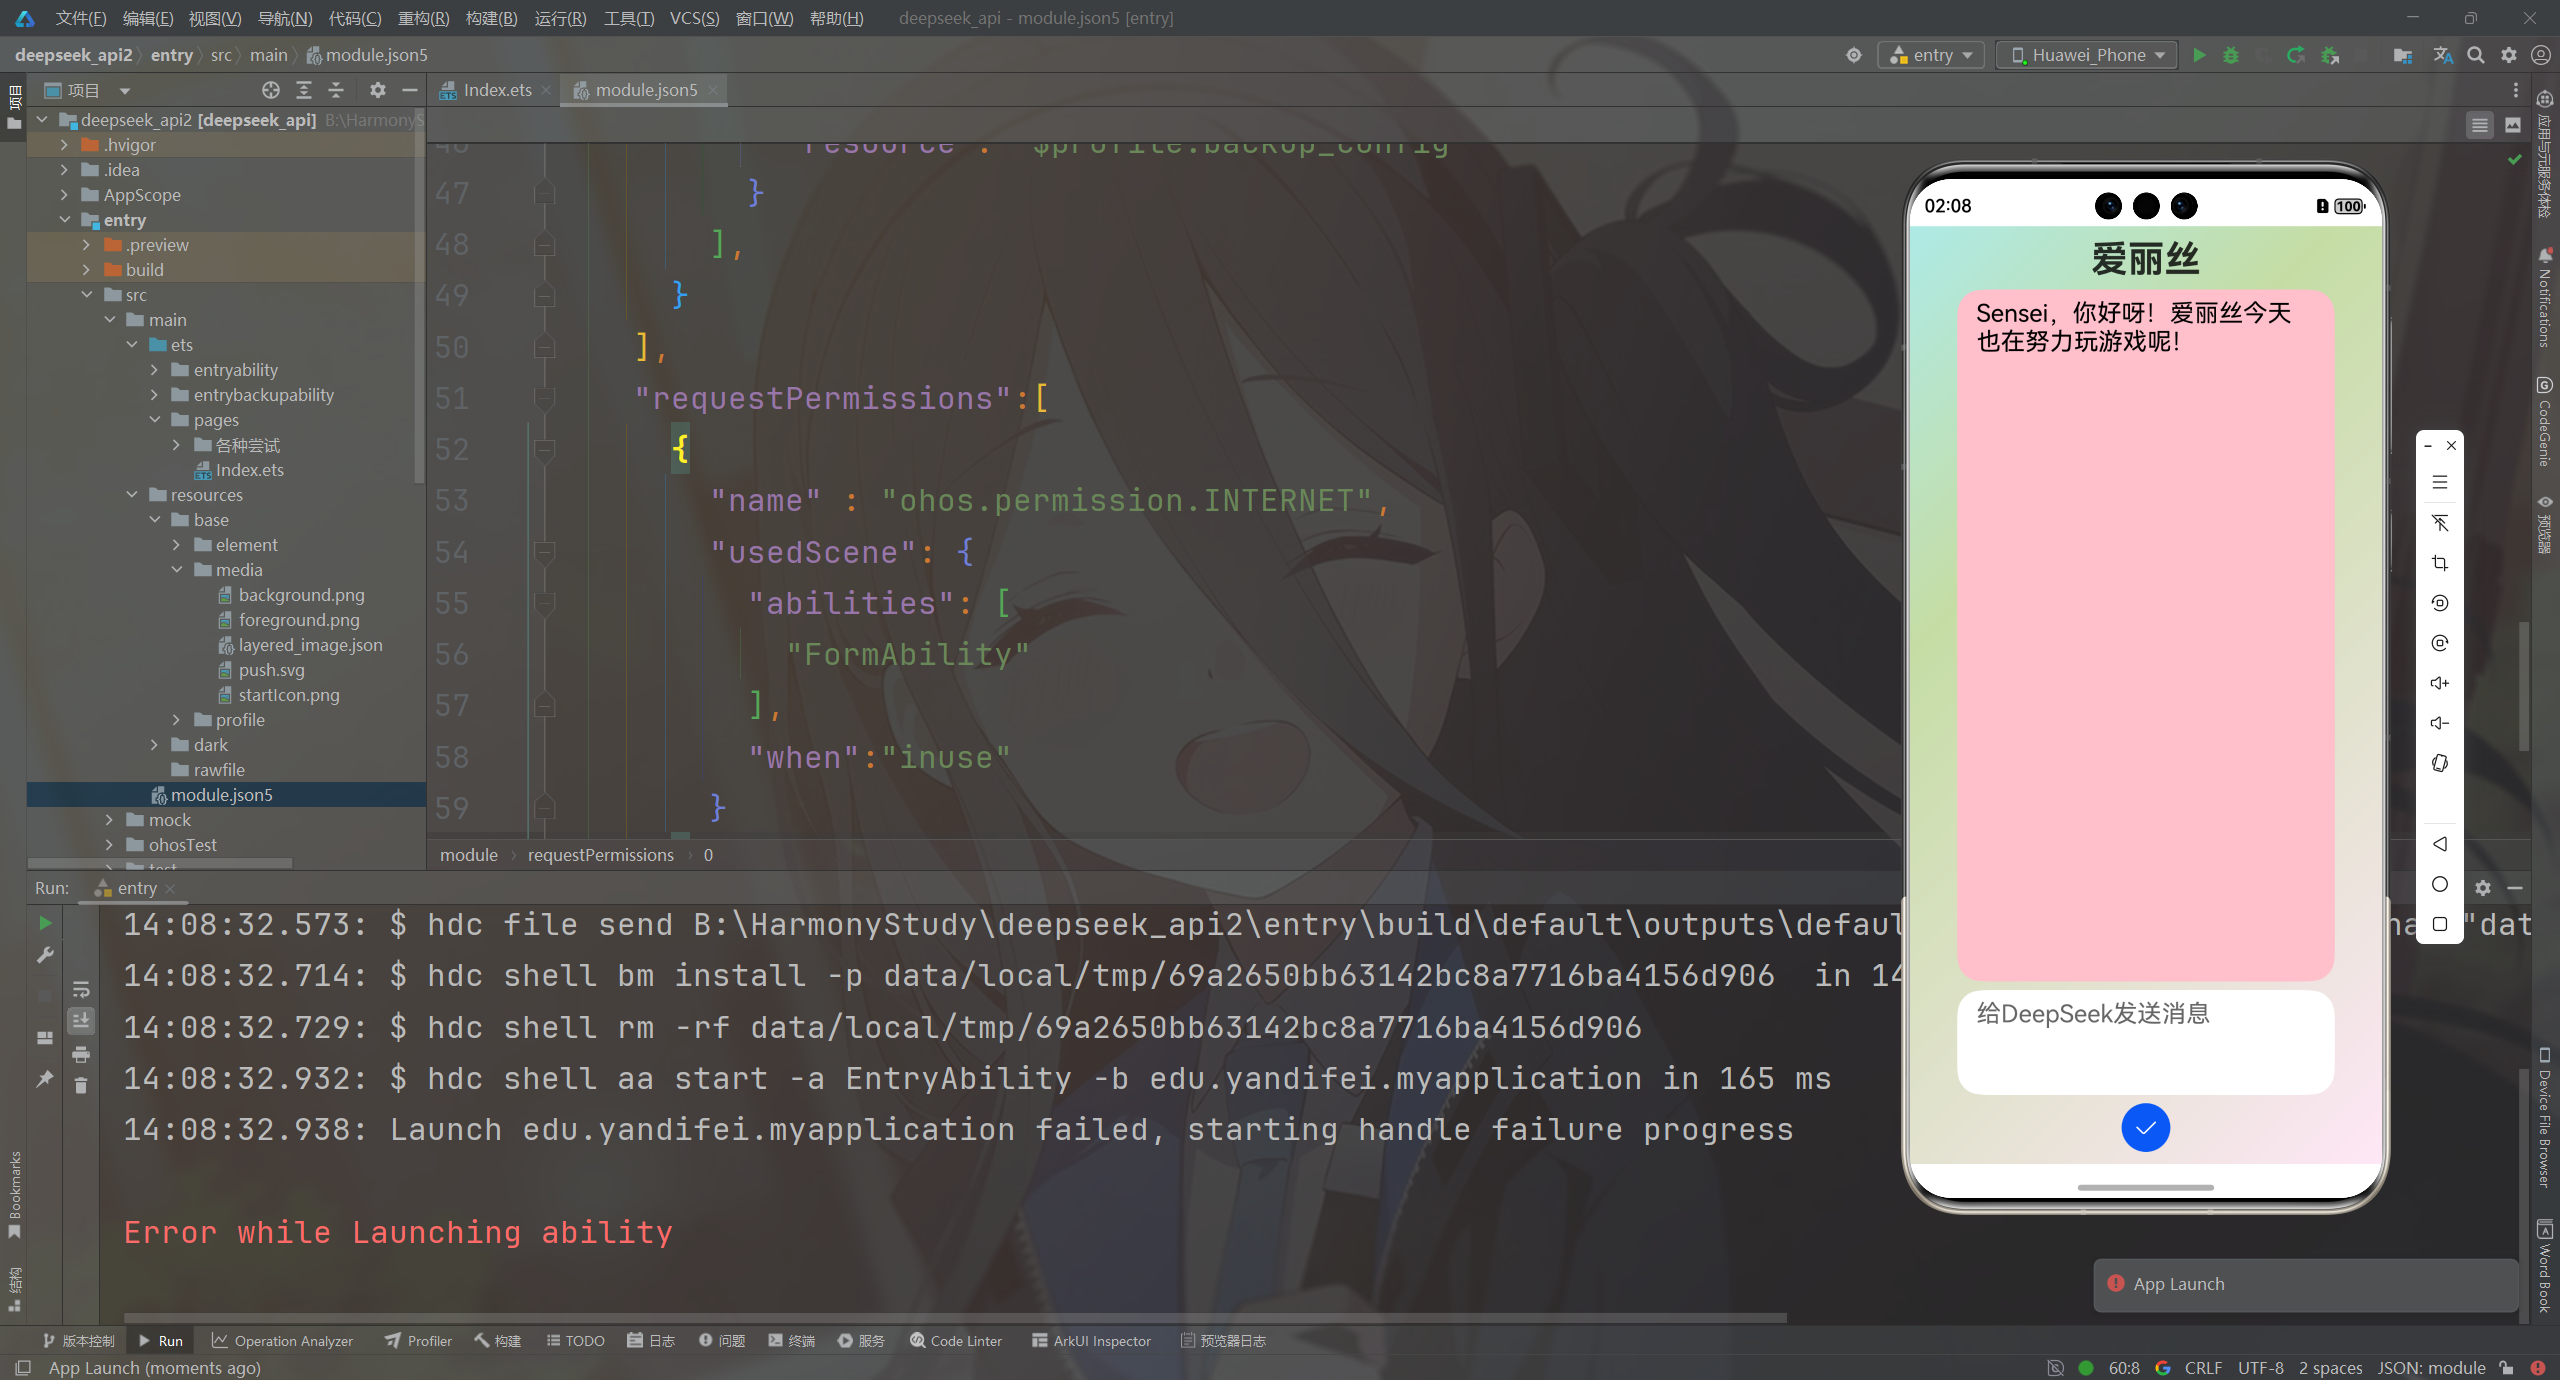 文件(F) 编辑(E) 视图(V) 导航(N) 代码(C) 重构(R) 构建(B) 运行(R) 工具(T) VCS(S) 窗口(W) 帮助(H) deepseek_api - module.json5 [entry]
deepseek_api2 entry src main module.json5
entry Huawei_Phone
项目
项目
Index.ets
module.json5
deepseek_api2 [deepseek_api] B:\HarmonyS
.hvigor
.idea
AppScope
entry
.preview
build
src
main
ets
entryability
entrybackupability
pages
各种尝试
Index.ets
resources
base
element
media
background.png
foreground.png
layered_image.json
push.svg
startIcon.png
profile
dark
rawfile
module.json5
mock
ohosTest
test
46 "resource": "$profile:backup_config"
47 }
48 ],
49 }
50 ],
51 "requestPermissions":[
52 {
53 "name" : "ohos.permission.INTERNET",
54 "usedScene": {
55 "abilities": [
56 "FormAbility"
57 ],
58 "when":"inuse"
59 }
module requestPermissions 0
02:08
100
爱丽丝
Sensei，你好呀！爱丽丝今天
也在努力玩游戏呢！
给DeepSeek发送消息
应用与元服务体检
Notifications
CodeGenie
预览器
Device File Browser
Word Book
Run: entry
14:08:32.573: $ hdc file send B:\HarmonyStudy\deepseek_api2\entry\build\default\outputs\defaul
"dat
14:08:32.714: $ hdc shell bm install -p data/local/tmp/69a2650bb63142bc8a7716ba4156d906 in 14
14:08:32.729: $ hdc shell rm -rf data/local/tmp/69a2650bb63142bc8a7716ba4156d906
14:08:32.932: $ hdc shell aa start -a EntryAbility -b edu.yandifei.myapplication in 165 ms
14:08:32.938: Launch edu.yandifei.myapplication failed, starting handle failure progress
Error while Launching ability
Bookmarks
结构
App Launch
版本控制 Run Operation Analyzer Profiler 构建 TODO 日志 问题 终端 服务 Code Linter ArkUI Inspector 预览器日志
App Launch (moments ago)
60:8 CRLF UTF-8 2 spaces JSON: module